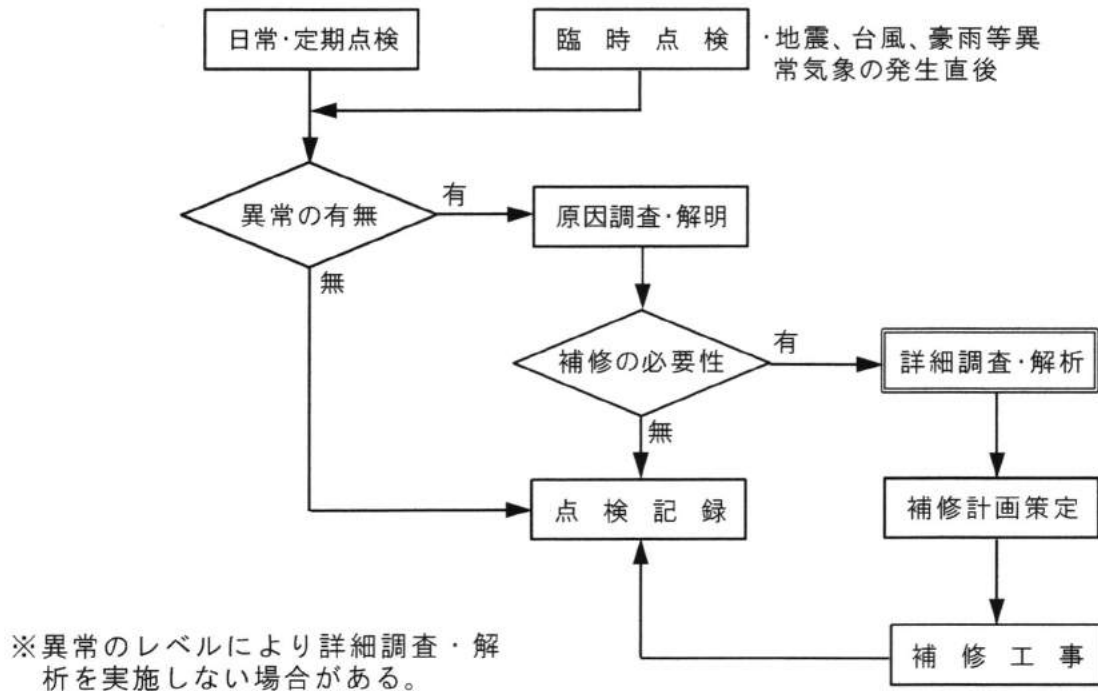 日常・定期点検
臨時点検
・地震、台風、豪雨等異
常気象の発生直後
異常の有無
有
原因調査・解明
無
補修の必要性
有
詳細調査・解析
無
点検記録
補修計画策定
補修工事
※異常のレベルにより詳細調査・解
析を実施しない場合がある。